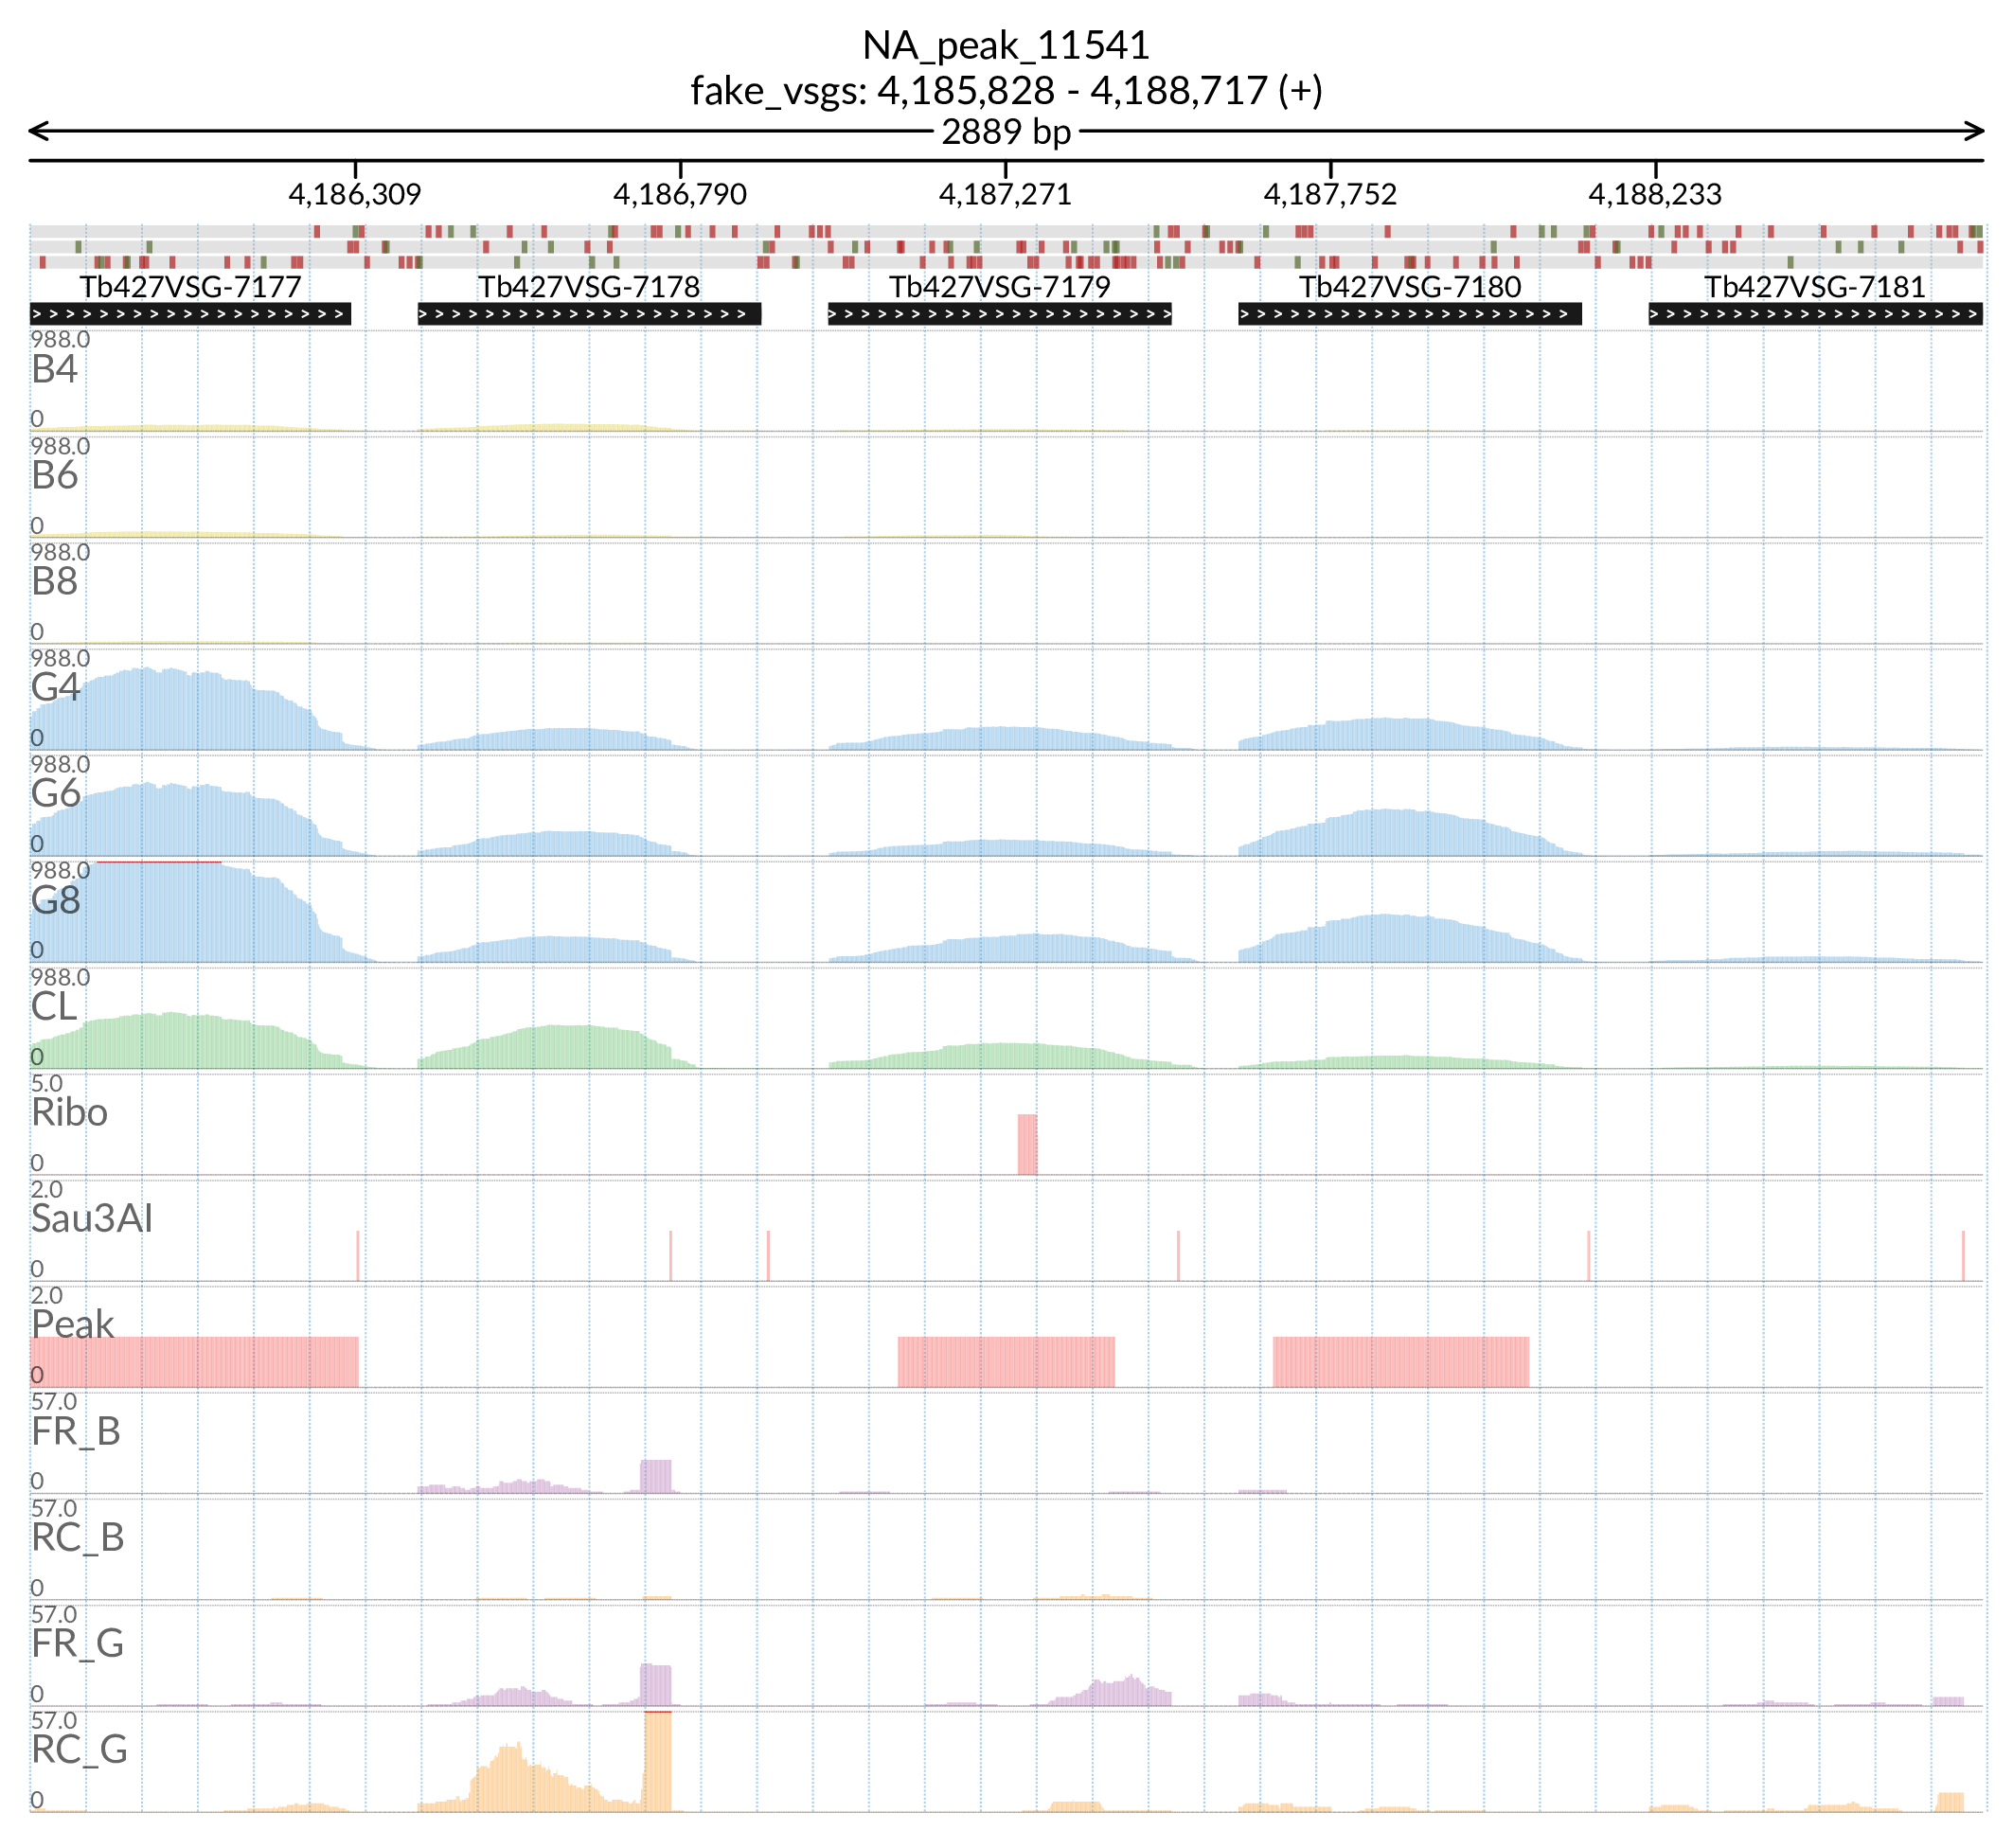 NA_peak_11541
fake_vsgs: 4,185,828 - 4,188,717 (+)
2889 bp
4,186,309 4,186,790 4,187,271 4,187,752 4,188,233
Tb427VSG-7177 Tb427VSG-7178 Tb427VSG-7179 Tb427VSG-7180 Tb427VSG-7181
988.0
B4
0
988.0
B6
0
988.0
B8
0
988.0
G4
0
988.0
G6
0
988.0
G8
0
988.0
CL
0
5.0
Ribo
0
2.0
Sau3AI
0
2.0
Peak
0
57.0
FR_B
0
57.0
RC_B
0
57.0
FR_G
0
57.0
RC_G
0